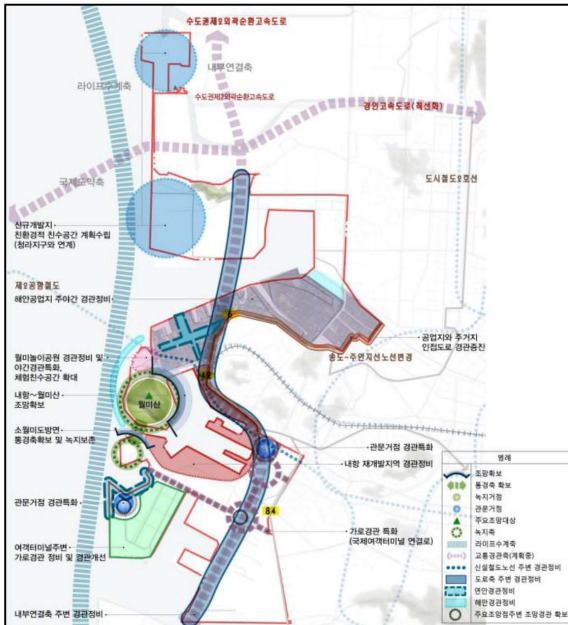 수도권제2외곽순환고속도로
내부연결축
라이프수계축
수도권제2외곽순환고속도로
경인고속도로(직선화)
국제도약축
도시철도2호선
신규개발지
친환경적 친수공간 계획수립
(청라지구와 연계)
제2공항철도
해안공업지 주야간 경관정비
공업지와 주거지
인접도로 경관증진
송도~주안지선노선변경
월미놀이공원 경관정비 및
야간경관특화,
체험친수공간 확대
42
월미산
내항~월미산
조망확보
소월미도방면
통경축확보 및 녹지보존
관문거점 경관특화
내항 재개발지역 경관정비
관문거점 경관특화
84
가로경관 특화
(국제여객터미널 연결로)
여객터미널주변
가로경관 정비 및 경관개선
내부연결축 주변 경관정비
범례
조망확보
통경축 확보
녹지거점
관문거점
주요조망대상
녹지축
라이프수계축
교통경관축(계획중)
신설철도노선 주변 경관정비
도로축 주변 경관정비
연안경관정비
해안경관정비
주요조망점주변 조망경관 확보